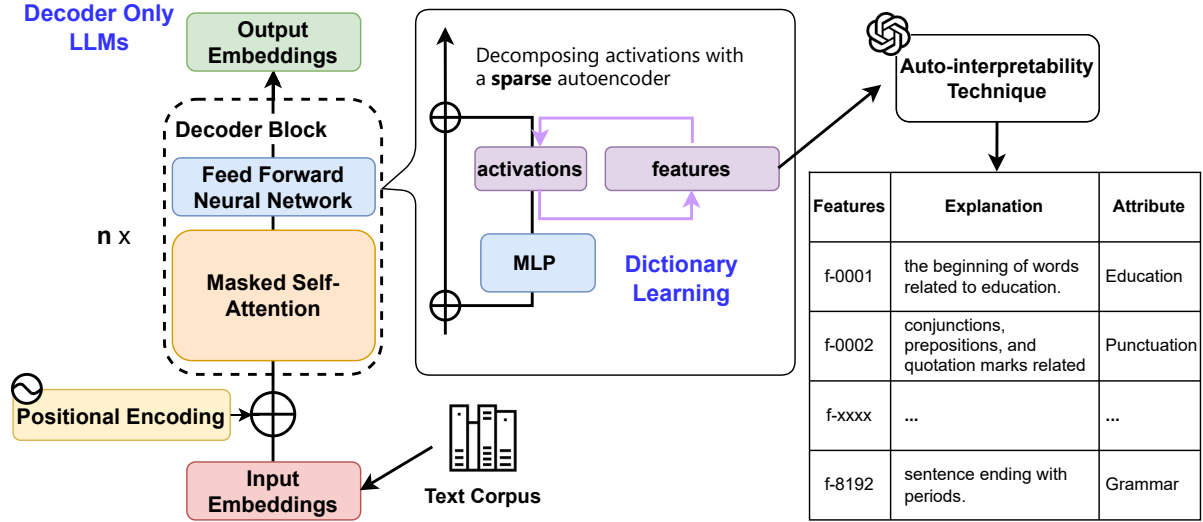 Decoder Only
LLMs
Output
Embeddings
Decoder Block
Feed Forward
Neural Network
n x
Masked Self-
Attention
Positional Encoding
Input
Embeddings
Text Corpus
Decomposing activations with
a sparse autoencoder
activations
features
MLP
Dictionary
Learning
Auto-interpretability
Technique
Features Explanation Attribute
f-0001 the beginning of words related to education. Education
f-0002 conjunctions, prepositions, and quotation marks related Punctuation
f-xxxx ... ...
f-8192 sentence ending with periods. Grammar